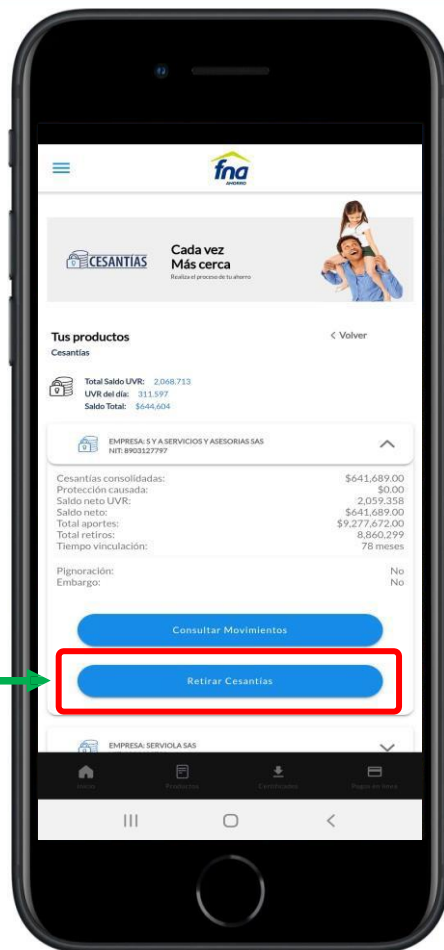 fna
AHORRO
CESANTÍAS
Cada vez
Más cerca
Realiza el proceso de tu ahorro
Tus productos
< Volver
Cesantías
Total Saldo UVR: 2,068.713
UVR del día: 311.597
Saldo Total: $644,604
EMPRESA: S Y A SERVICIOS Y ASESORIAS SAS
NIT: 8903127797
Cesantías consolidadas: $641,689.00
Protección causada: $0.00
Saldo neto UVR: 2,059.358
Saldo neto: $641,689.00
Total aportes: $9,277,672.00
Total retiros: 8,860,299
Tiempo vinculación: 78 meses
Pignoración: No
Embargo: No
Consultar Movimientos
Retirar Cesantías
EMPRESA: SERVIOLA SAS
Inicio Productos Certificados Pagos en línea